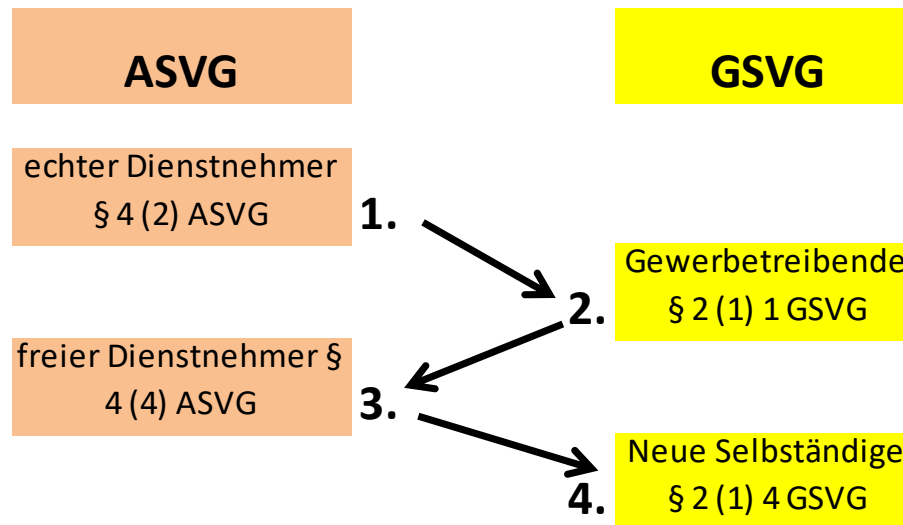 ASVG
GSVG
echter Dienstnehmer
§ 4 (2) ASVG
1.
Gewerbetreibende
§ 2 (1) 1 GSVG
2.
freier Dienstnehmer §
4 (4) ASVG
3.
Neue Selbständige
§ 2 (1) 4 GSVG
4.